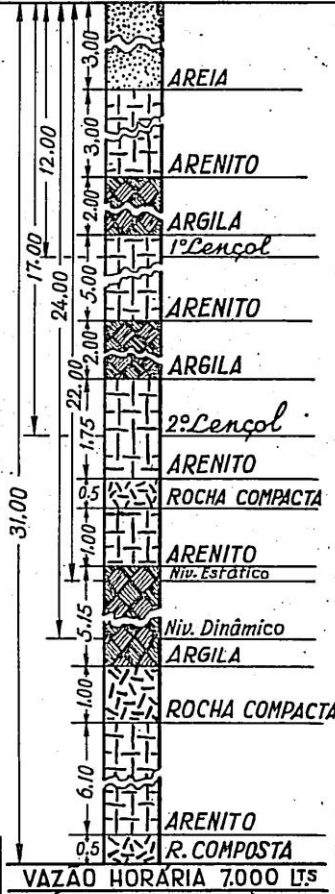 3,00
AREIA
3,00
12.00
ARENITO
2.00
ARGILA
1º Lençol
17.00
5.00
24.00
ARENITO
2.00
ARGILA
22.00
2º Lençol
1.75
ARENITO
0.5
ROCHA COMPACTA
31.00
1.00
ARENITO
Niv. Estático
5.15
Niv. Dinâmico
ARGILA
1.00
ROCHA COMPACTA
6.10
ARENITO
0.5
R. COMPOSTA
VAZÃO HORÁRIA 7.000 LTS